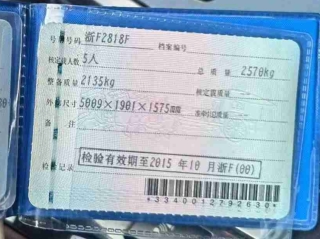 号牌号码 浙F2818F 档案编号
核定载人数 5人 总质量 2570kg
整备质量 2135kg 核定载质量
外廓尺寸 5009×1901×1575mm 准牵引总质量
备注
检验记录 检验有效期至2015 年10 月浙F(00)
*3340012792630*